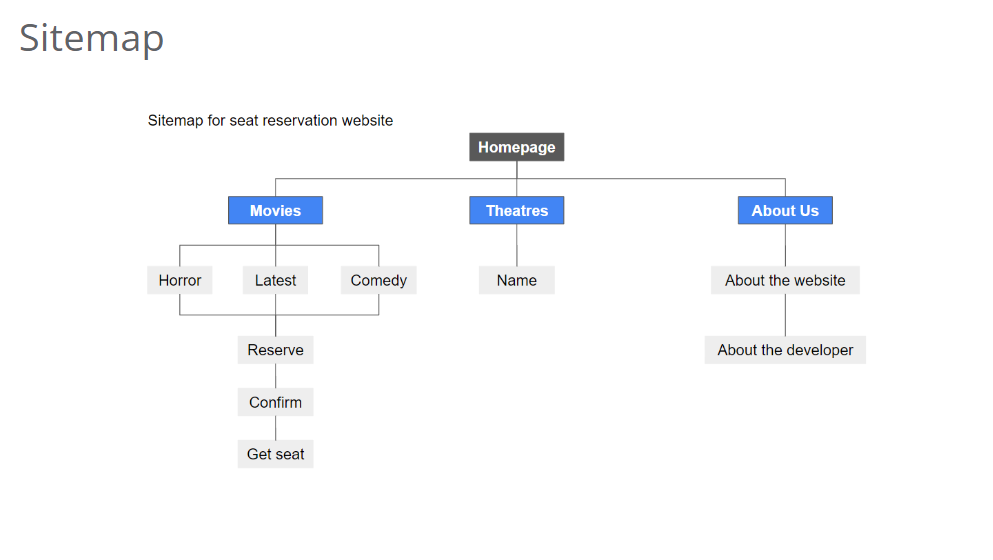 Sitemap
Sitemap for seat reservation website
Homepage
Movies
Theatres
About Us
Horror
Latest
Comedy
Name
About the website
Reserve
About the developer
Confirm
Get seat